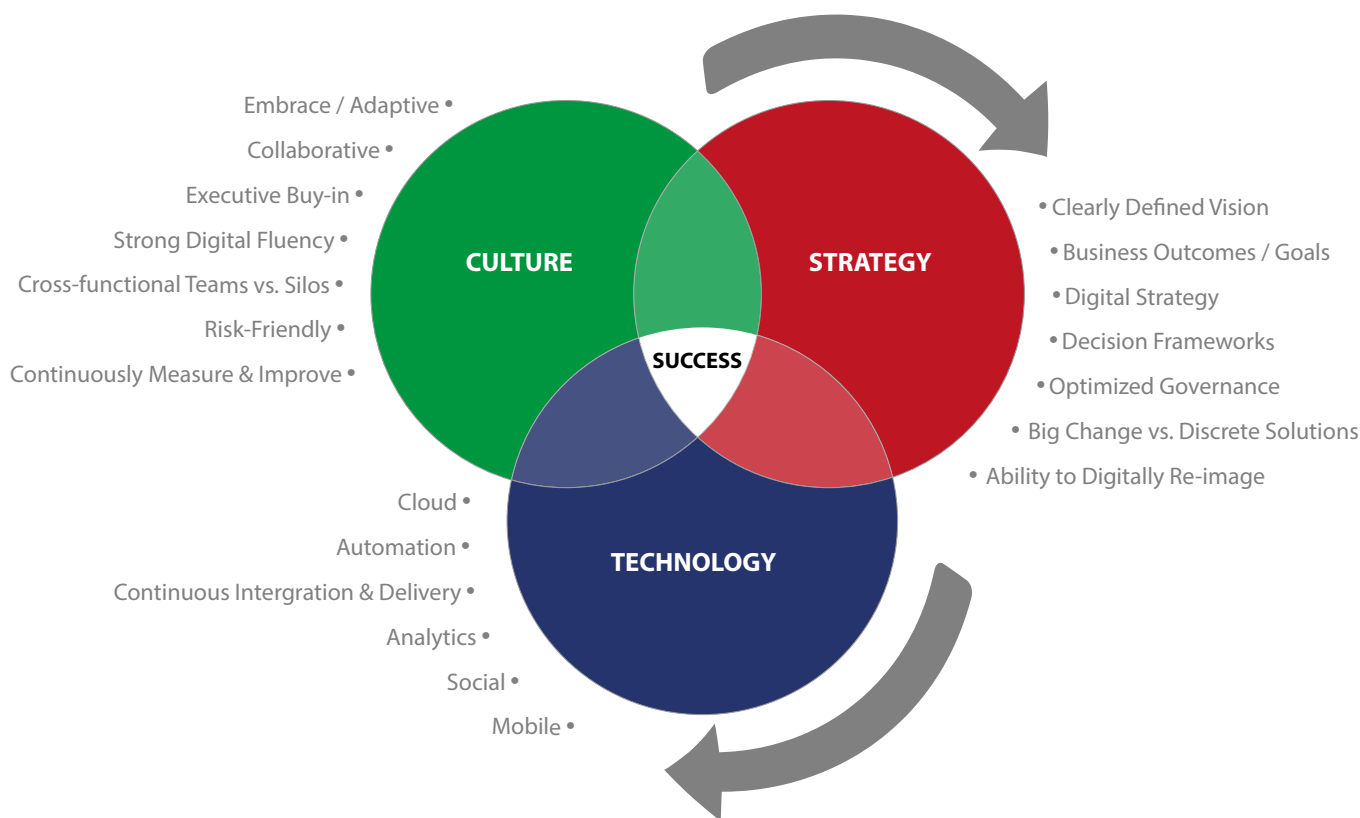 Embrace / Adaptive •
Collaborative •
Executive Buy-in •
Strong Digital Fluency •
Cross-functional Teams vs. Silos •
Risk-Friendly •
Continuously Measure & Improve •
CULTURE
STRATEGY
SUCCESS
TECHNOLOGY
• Clearly Defined Vision
• Business Outcomes / Goals
• Digital Strategy
• Decision Frameworks
• Optimized Governance
• Big Change vs. Discrete Solutions
• Ability to Digitally Re-image
Cloud •
Automation •
Continuous Intergration & Delivery •
Analytics •
Social •
Mobile •